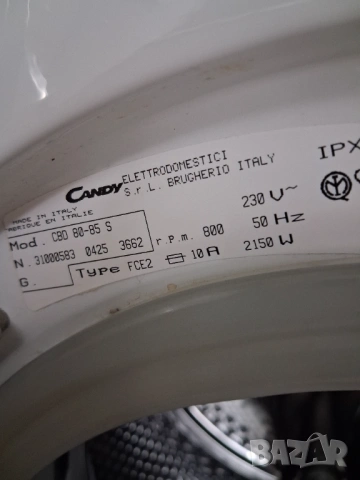 CANDY ELETTRODOMESTICI
S.r.L. BRUGHERIO ITALY
IPX
MADE IN ITALY
FABRIQUE EN ITALIE
Mod. CBD 80-85 S
230 V~
N. 31000583 0425 3662 r.p.m. 800 50 Hz
G. Type FCE2 10 A 2150 W
BAZAR